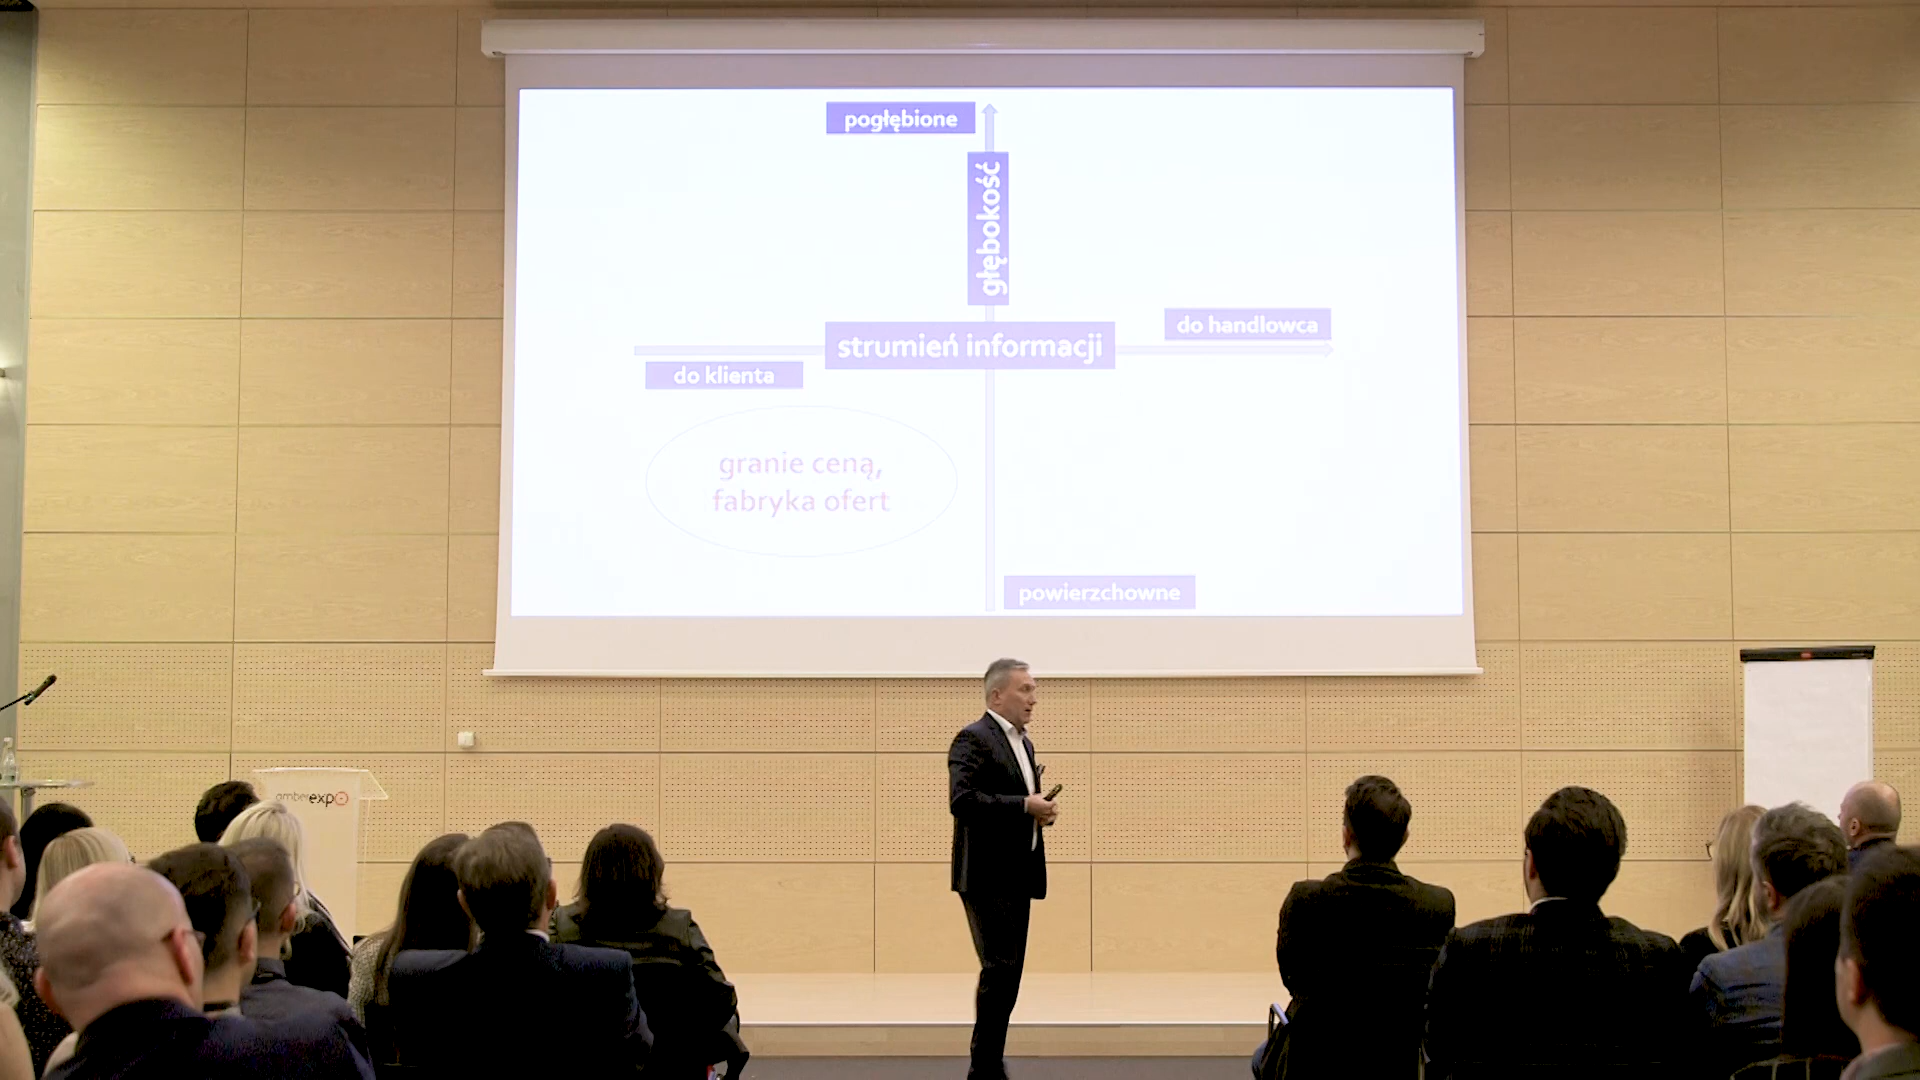 pogłębione
głębokość
do handlowca
strumień informacji
do klienta
granie ceną,
fabryka ofert
powierzchowne
amberexpo